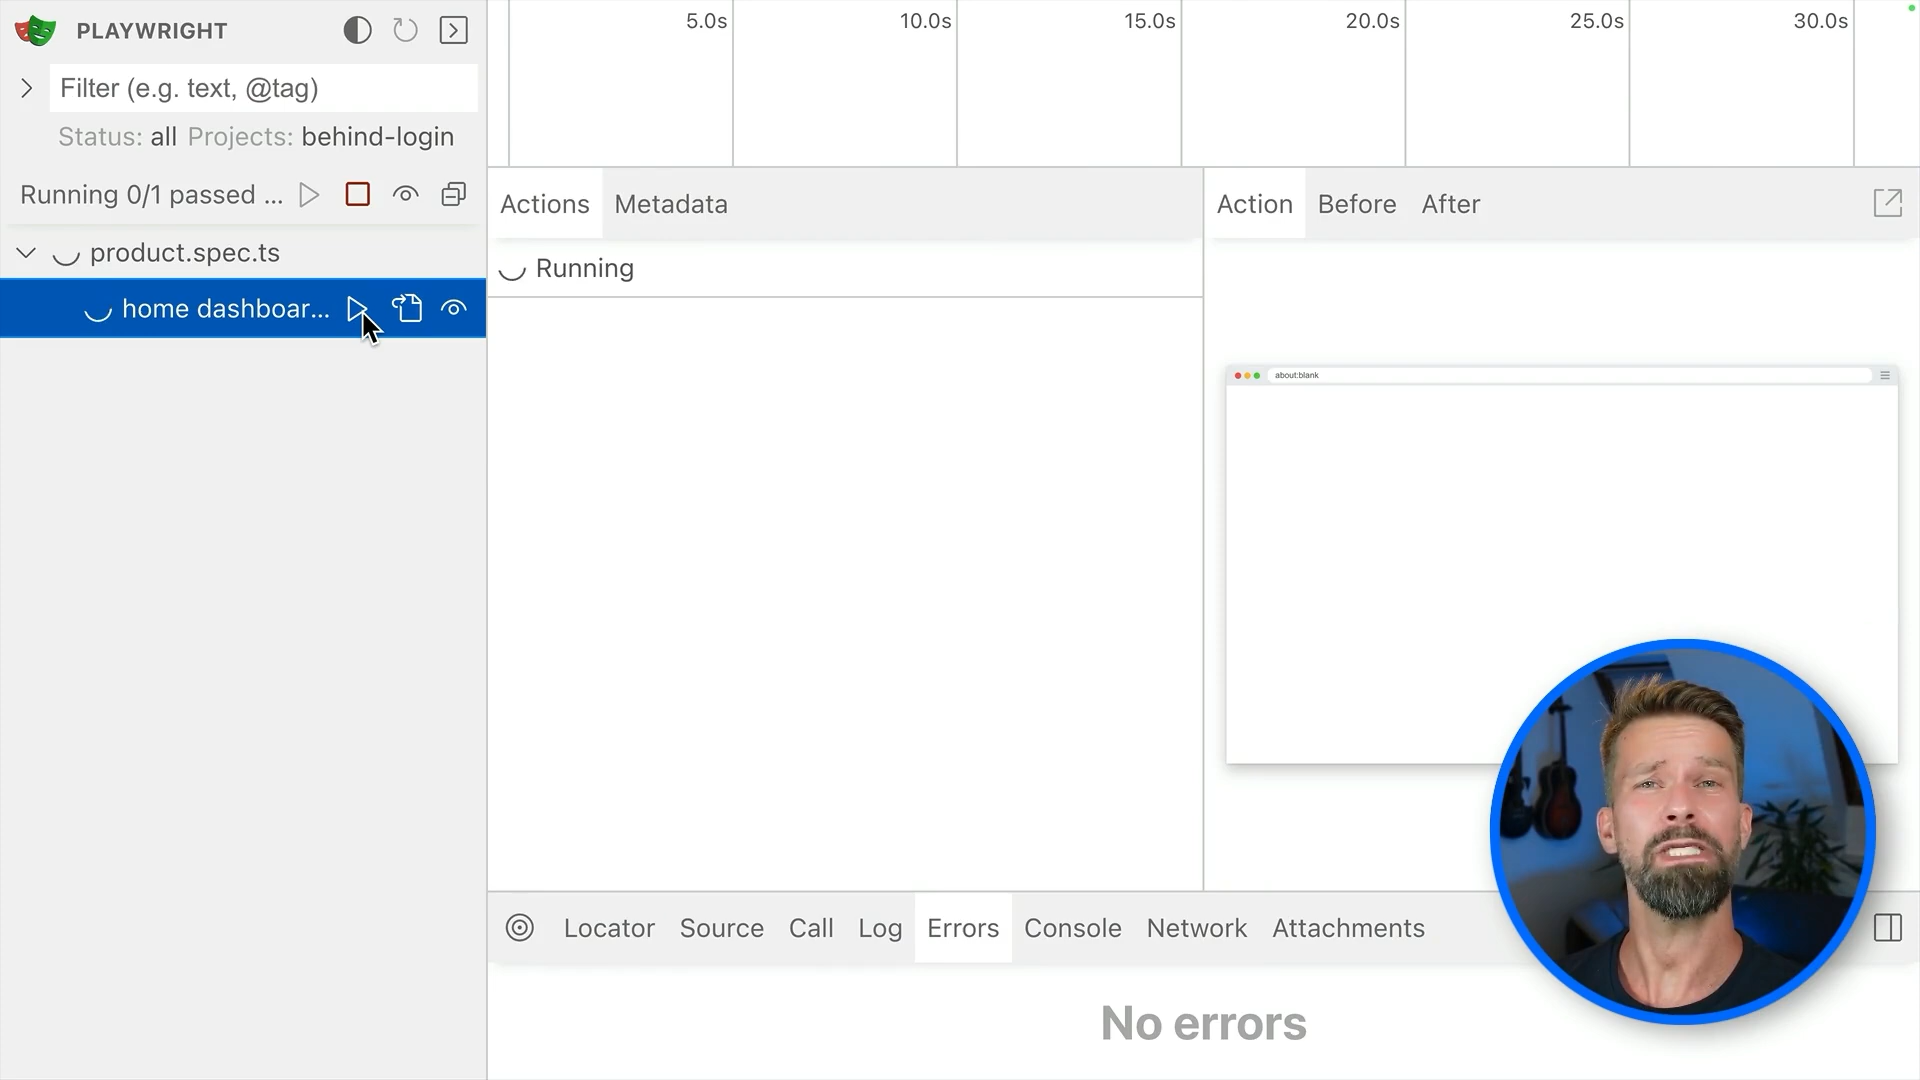 PLAYWRIGHT
Filter (e.g. text, @tag)
Status: all Projects: behind-login
Running 0/1 passed ...
product.spec.ts
home dashboar...
5.0s 10.0s 15.0s 20.0s 25.0s 30.0s
Actions Metadata
Running
Action Before After
about:blank
Locator Source Call Log Errors Console Network Attachments
No errors